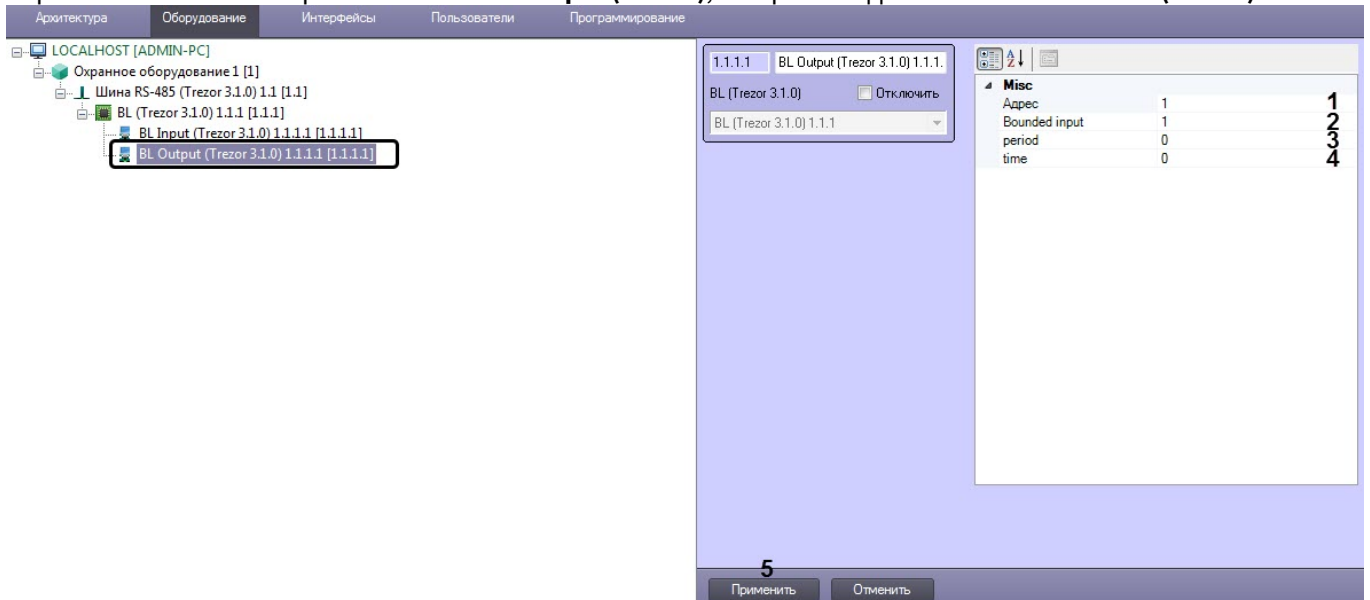 Архитектура Оборудование Интерфейсы Пользователи Программирование
LOCALHOST [ADMIN-PC]
Охранное оборудование 1 [1]
Шина RS-485 (Trezor 3.1.0) 1.1 [1.1]
BL (Trezor 3.1.0) 1.1.1 [1.1.1]
BL Input (Trezor 3.1.0) 1.1.1.1 [1.1.1.1]
BL Output (Trezor 3.1.0) 1.1.1.1 [1.1.1.1]
1.1.1.1 BL Output (Trezor 3.1.0) 1.1.1.
BL (Trezor 3.1.0) Отключить
BL (Trezor 3.1.0) 1.1.1
Misc
Адрес 1 1
Bounded input 1 2
period 0 3
time 0 4
5
Применить Отменить